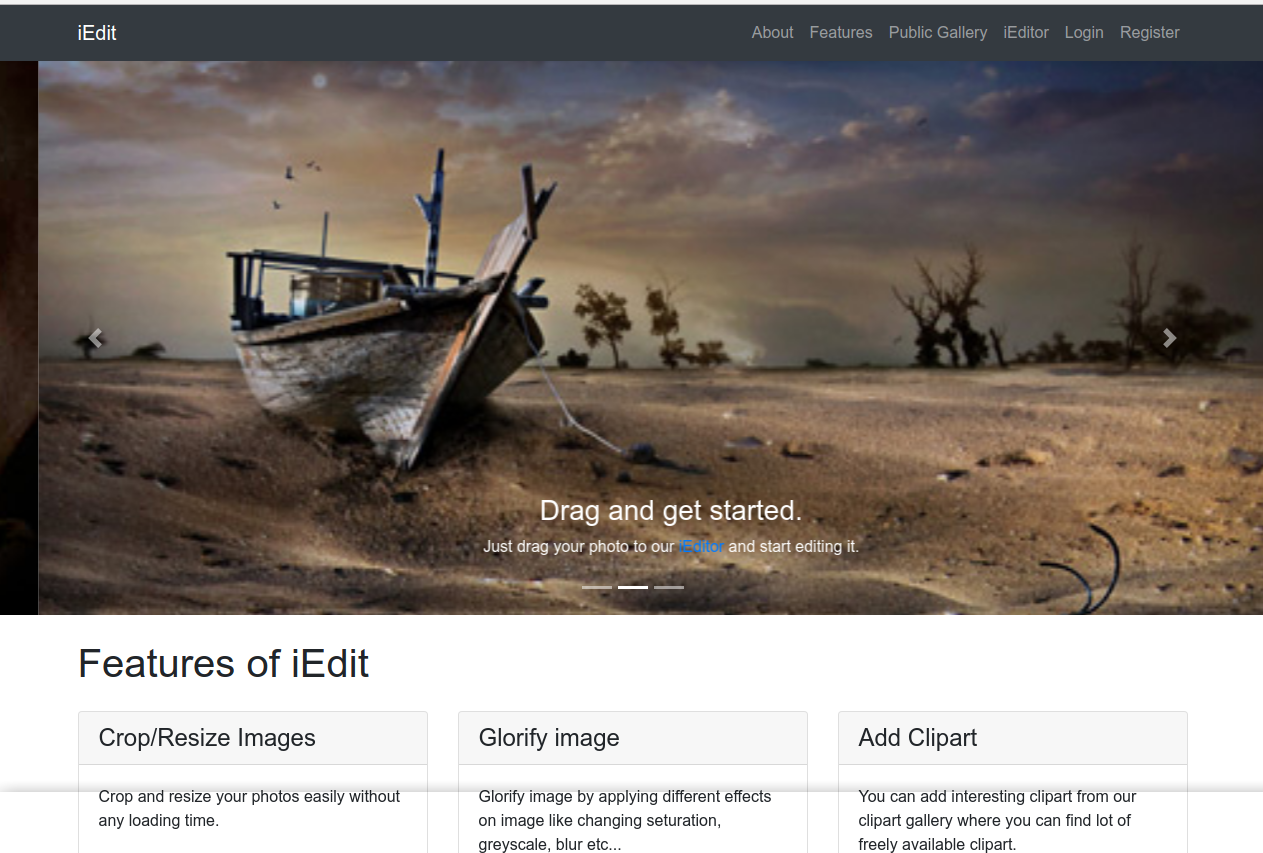 iEdit
About Features Public Gallery iEditor Login Register
Drag and get started.
Just drag your photo to our iEditor and start editing it.
Features of iEdit
Crop/Resize Images
Crop and resize your photos easily without
any loading time.
Glorify image
Glorify image by applying different effects
on image like changing seturation,
greyscale, blur etc...
Add Clipart
You can add interesting clipart from our
clipart gallery where you can find lot of
freely available clipart.